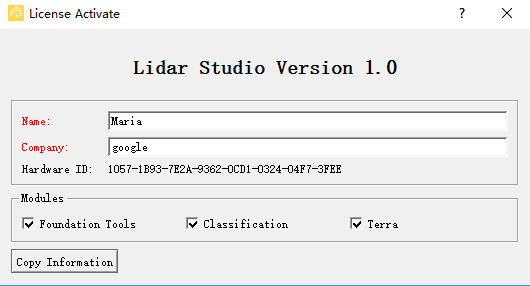 License Activate
?
Lidar Studio Version 1.0
Name: Maria
Company: google
Hardware ID: 1057-1B93-7E2A-9362-0CD1-0324-04F7-3FEE
Modules
Foundation Tools Classification Terra
Copy Information